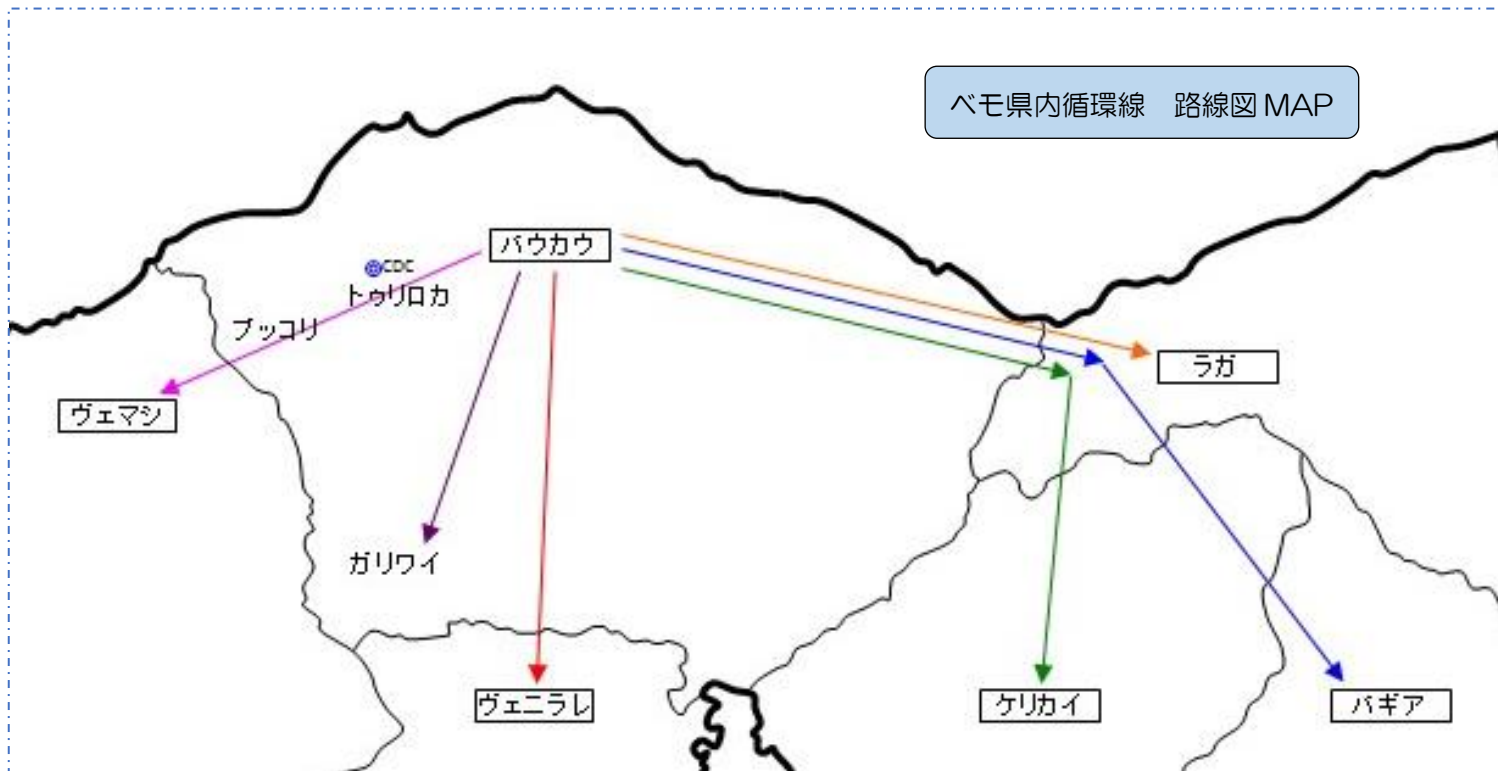 ベモ県内循環線　路線図 MAP
バウカウ
CDC
トゥリロカ
ブッコリ
ラガ
ヴェマシ
ガリワイ
ヴェニラレ
ケリカイ
バギア